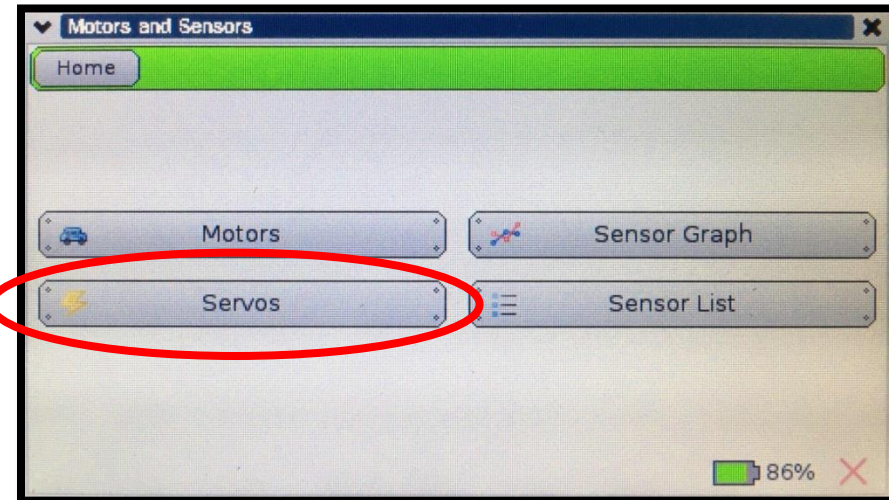 Motors and Sensors
Home
Motors
Sensor Graph
Servos
Sensor List
86%